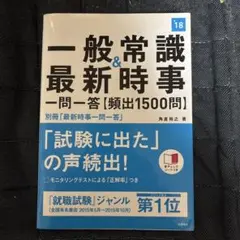 '18
一般常識
&
最新時事
一問一答【頻出1500問】
別冊「最新時事一問一答」
角倉裕之 著
「試験に出た」
の声続出!
モニタリングテストによる「正解率」つき
「就職試験」ジャンル
第1位